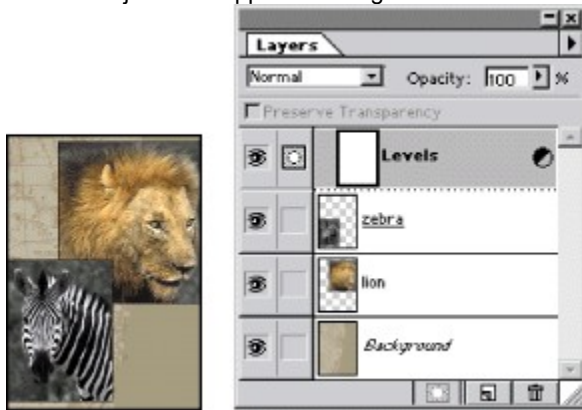 Layers
Normal Opacity: 100 %
Preserve Transparency
Levels
zebra
lion
Background